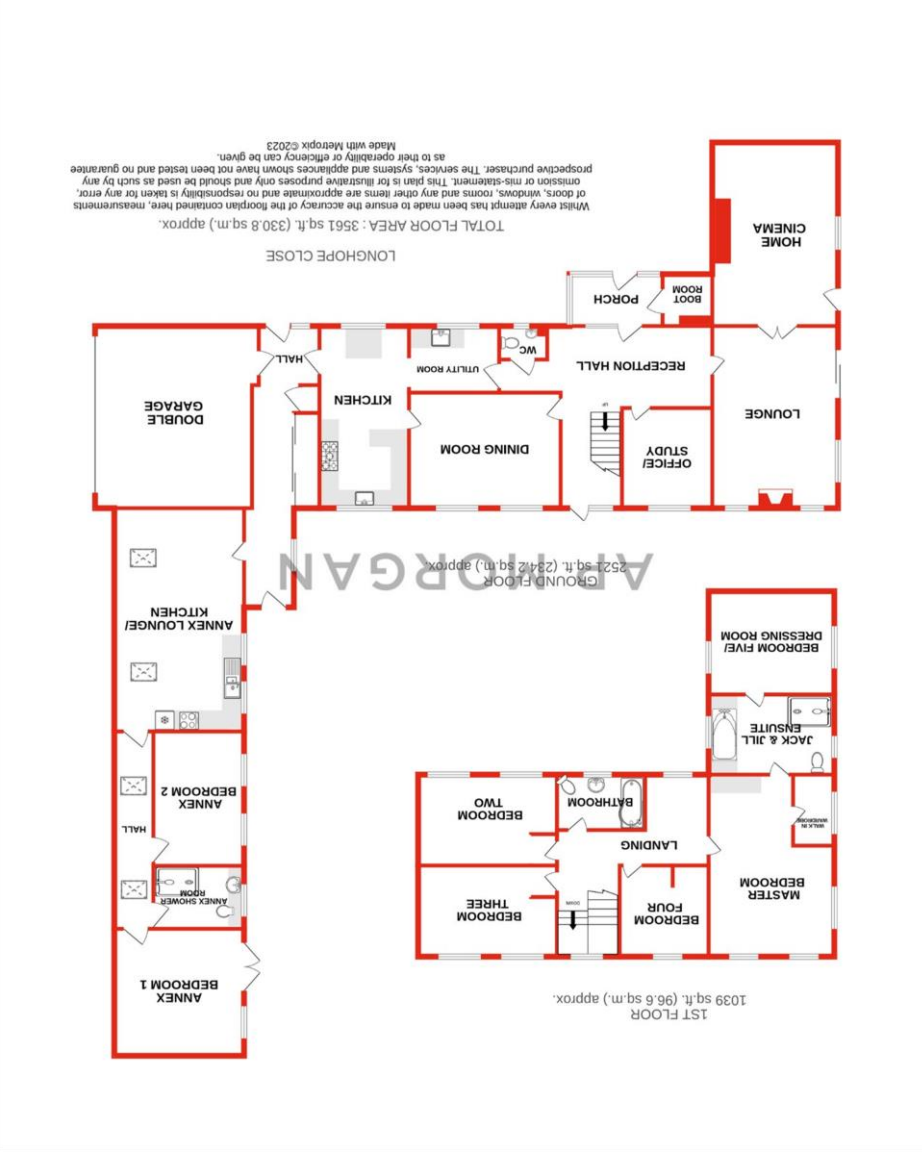 1ST FLOOR
1039 sq.ft. (96.6 sq.m.) approx.
MASTER
BEDROOM
WALK IN
WARDROBE
BEDROOM
FOUR
DOWN
BEDROOM
THREE
LANDING
BATHROOM
BEDROOM
TWO
JACK & JILL
ENSUITE
BEDROOM FIVE/
DRESSING ROOM
ANNEX
BEDROOM 1
ANNEX SHOWER
ROOM
HALL
ANNEX
BEDROOM 2
ANNEX LOUNGE/
KITCHEN
GROUND FLOOR
2521 sq.ft. (234.2 sq.m.) approx.
AP MORGAN
LOUNGE
OFFICE/
STUDY
UP
DINING ROOM
KITCHEN
DOUBLE
GARAGE
RECEPTION HALL
WC
UTILITY ROOM
HALL
BOOT
ROOM
PORCH
HOME
CINEMA
LONGHOPE CLOSE
TOTAL FLOOR AREA : 3561 sq.ft. (330.8 sq.m.) approx.
Whilst every attempt has been made to ensure the accuracy of the floorplan contained here, measurements
of doors, windows, rooms and any other items are approximate and no responsibility is taken for any error,
omission or mis-statement. This plan is for illustrative purposes only and should be used as such by any
prospective purchaser. The services, systems and appliances shown have not been tested and no guarantee
as to their operability or efficiency can be given.
Made with Metropix ©2023